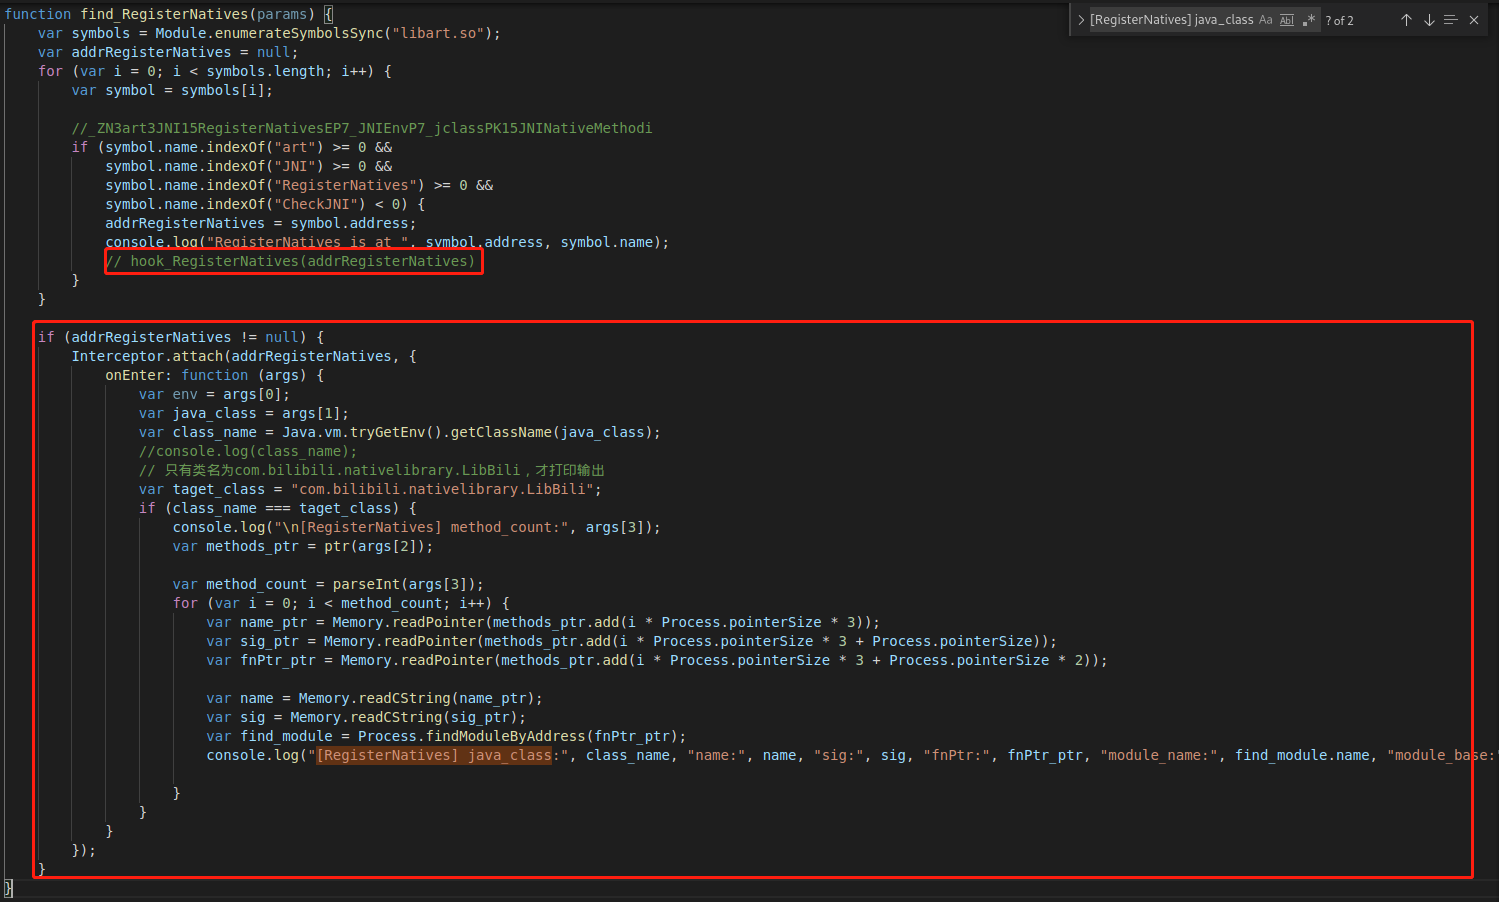 function find_RegisterNatives(params) {
[RegisterNatives] java_class Aa Abl .* ? of 2
var symbols = Module.enumerateSymbolsSync("libart.so");
var addrRegisterNatives = null;
for (var i = 0; i < symbols.length; i++) {
var symbol = symbols[i];
//_ZN3art3JNI15RegisterNativesEP7_JNIEnvP7_jclassPK15JNINativeMethodi
if (symbol.name.indexOf("art") >= 0 &&
symbol.name.indexOf("JNI") >= 0 &&
symbol.name.indexOf("RegisterNatives") >= 0 &&
symbol.name.indexOf("CheckJNI") < 0) {
addrRegisterNatives = symbol.address;
console.log("RegisterNatives is at ", symbol.address, symbol.name);
// hook_RegisterNatives(addrRegisterNatives)
}
}
if (addrRegisterNatives != null) {
Interceptor.attach(addrRegisterNatives, {
onEnter: function (args) {
var env = args[0];
var java_class = args[1];
var class_name = Java.vm.tryGetEnv().getClassName(java_class);
//console.log(class_name);
// 只有类名为com.bilibili.nativelibrary.LibBili，才打印输出
var taget_class = "com.bilibili.nativelibrary.LibBili";
if (class_name === taget_class) {
console.log("\n[RegisterNatives] method_count:", args[3]);
var methods_ptr = ptr(args[2]);
var method_count = parseInt(args[3]);
for (var i = 0; i < method_count; i++) {
var name_ptr = Memory.readPointer(methods_ptr.add(i * Process.pointerSize * 3));
var sig_ptr = Memory.readPointer(methods_ptr.add(i * Process.pointerSize * 3 + Process.pointerSize));
var fnPtr_ptr = Memory.readPointer(methods_ptr.add(i * Process.pointerSize * 3 + Process.pointerSize * 2));
var name = Memory.readCString(name_ptr);
var sig = Memory.readCString(sig_ptr);
var find_module = Process.findModuleByAddress(fnPtr_ptr);
console.log("[RegisterNatives] java_class:", class_name, "name:", name, "sig:", sig, "fnPtr:", fnPtr_ptr, "module_name:", find_module.name, "module_base:"
}
}
}
});
}
}